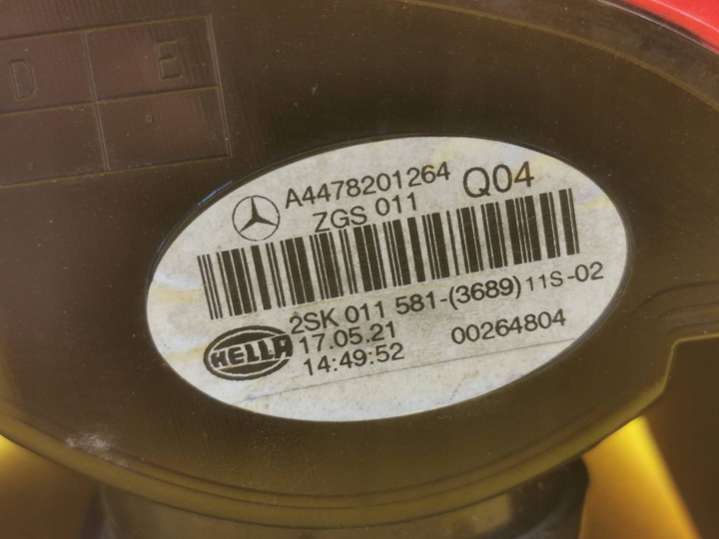 D E
A4478201264 Q04
ZGS 011
2SK 011 581-(3689) 11S-02
HELLA 17.05.21 00264804
14:49:52